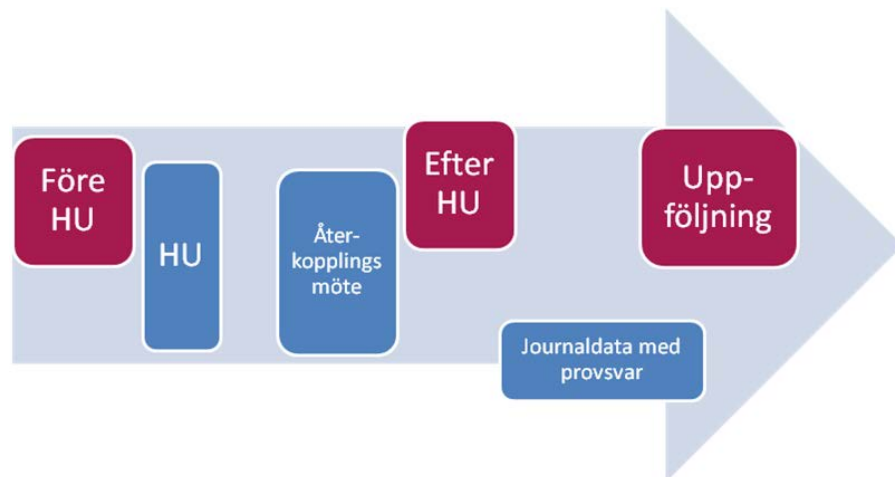 Före
HU
HU
Åter-
kopplings
möte
Efter
HU
Upp-
följning
Journaldata med
provsvar